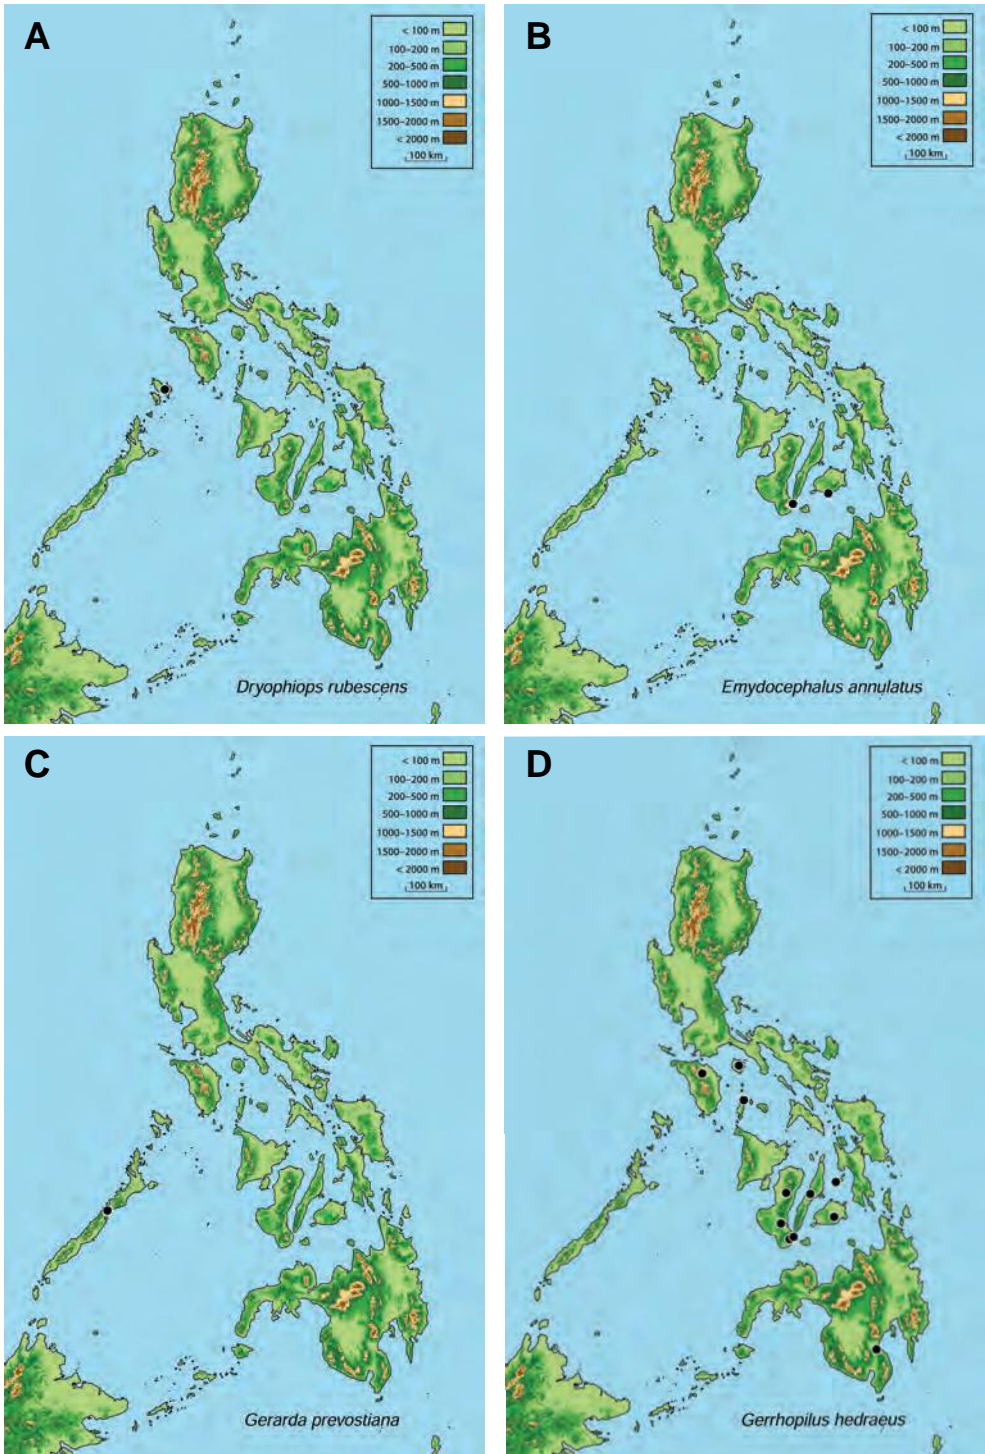 A
< 100 m
100–200 m
200–500 m
500–1000 m
1000–1500 m
1500–2000 m
< 2000 m
100 km
Dryophiops rubescens
B
< 100 m
100–200 m
200–500 m
500–1000 m
1000–1500 m
1500–2000 m
< 2000 m
100 km
Emydocephalus annulatus
C
< 100 m
100–200 m
200–500 m
500–1000 m
1000–1500 m
1500–2000 m
< 2000 m
100 km
Gerarda prevostiana
D
< 100 m
100–200 m
200–500 m
500–1000 m
1000–1500 m
1500–2000 m
< 2000 m
100 km
Gerrhopilus hedraeus